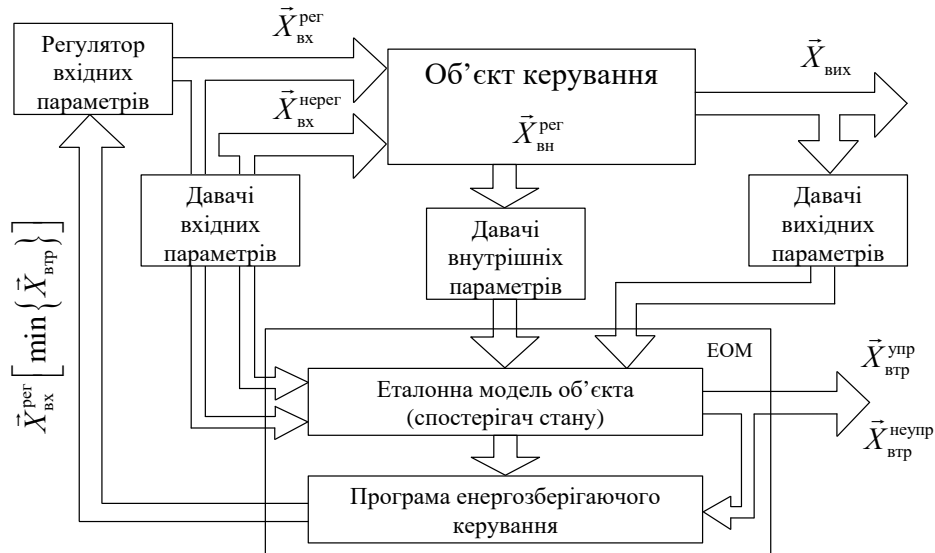 Регулятор
вхідних
параметрів
X⃗ рег вх
X⃗ нерег вх
Об’єкт керування
X⃗ рег вн
X⃗ вих
Давачі
вхідних
параметрів
Давачі
внутрішніх
параметрів
Давачі
вихідних
параметрів
X⃗ рег вх [min{X⃗ втр}]
ЕОМ
Еталонна модель об’єкта
(спостерігач стану)
X⃗ упр втр
X⃗ неупр втр
Програма енергозберігаючого
керування